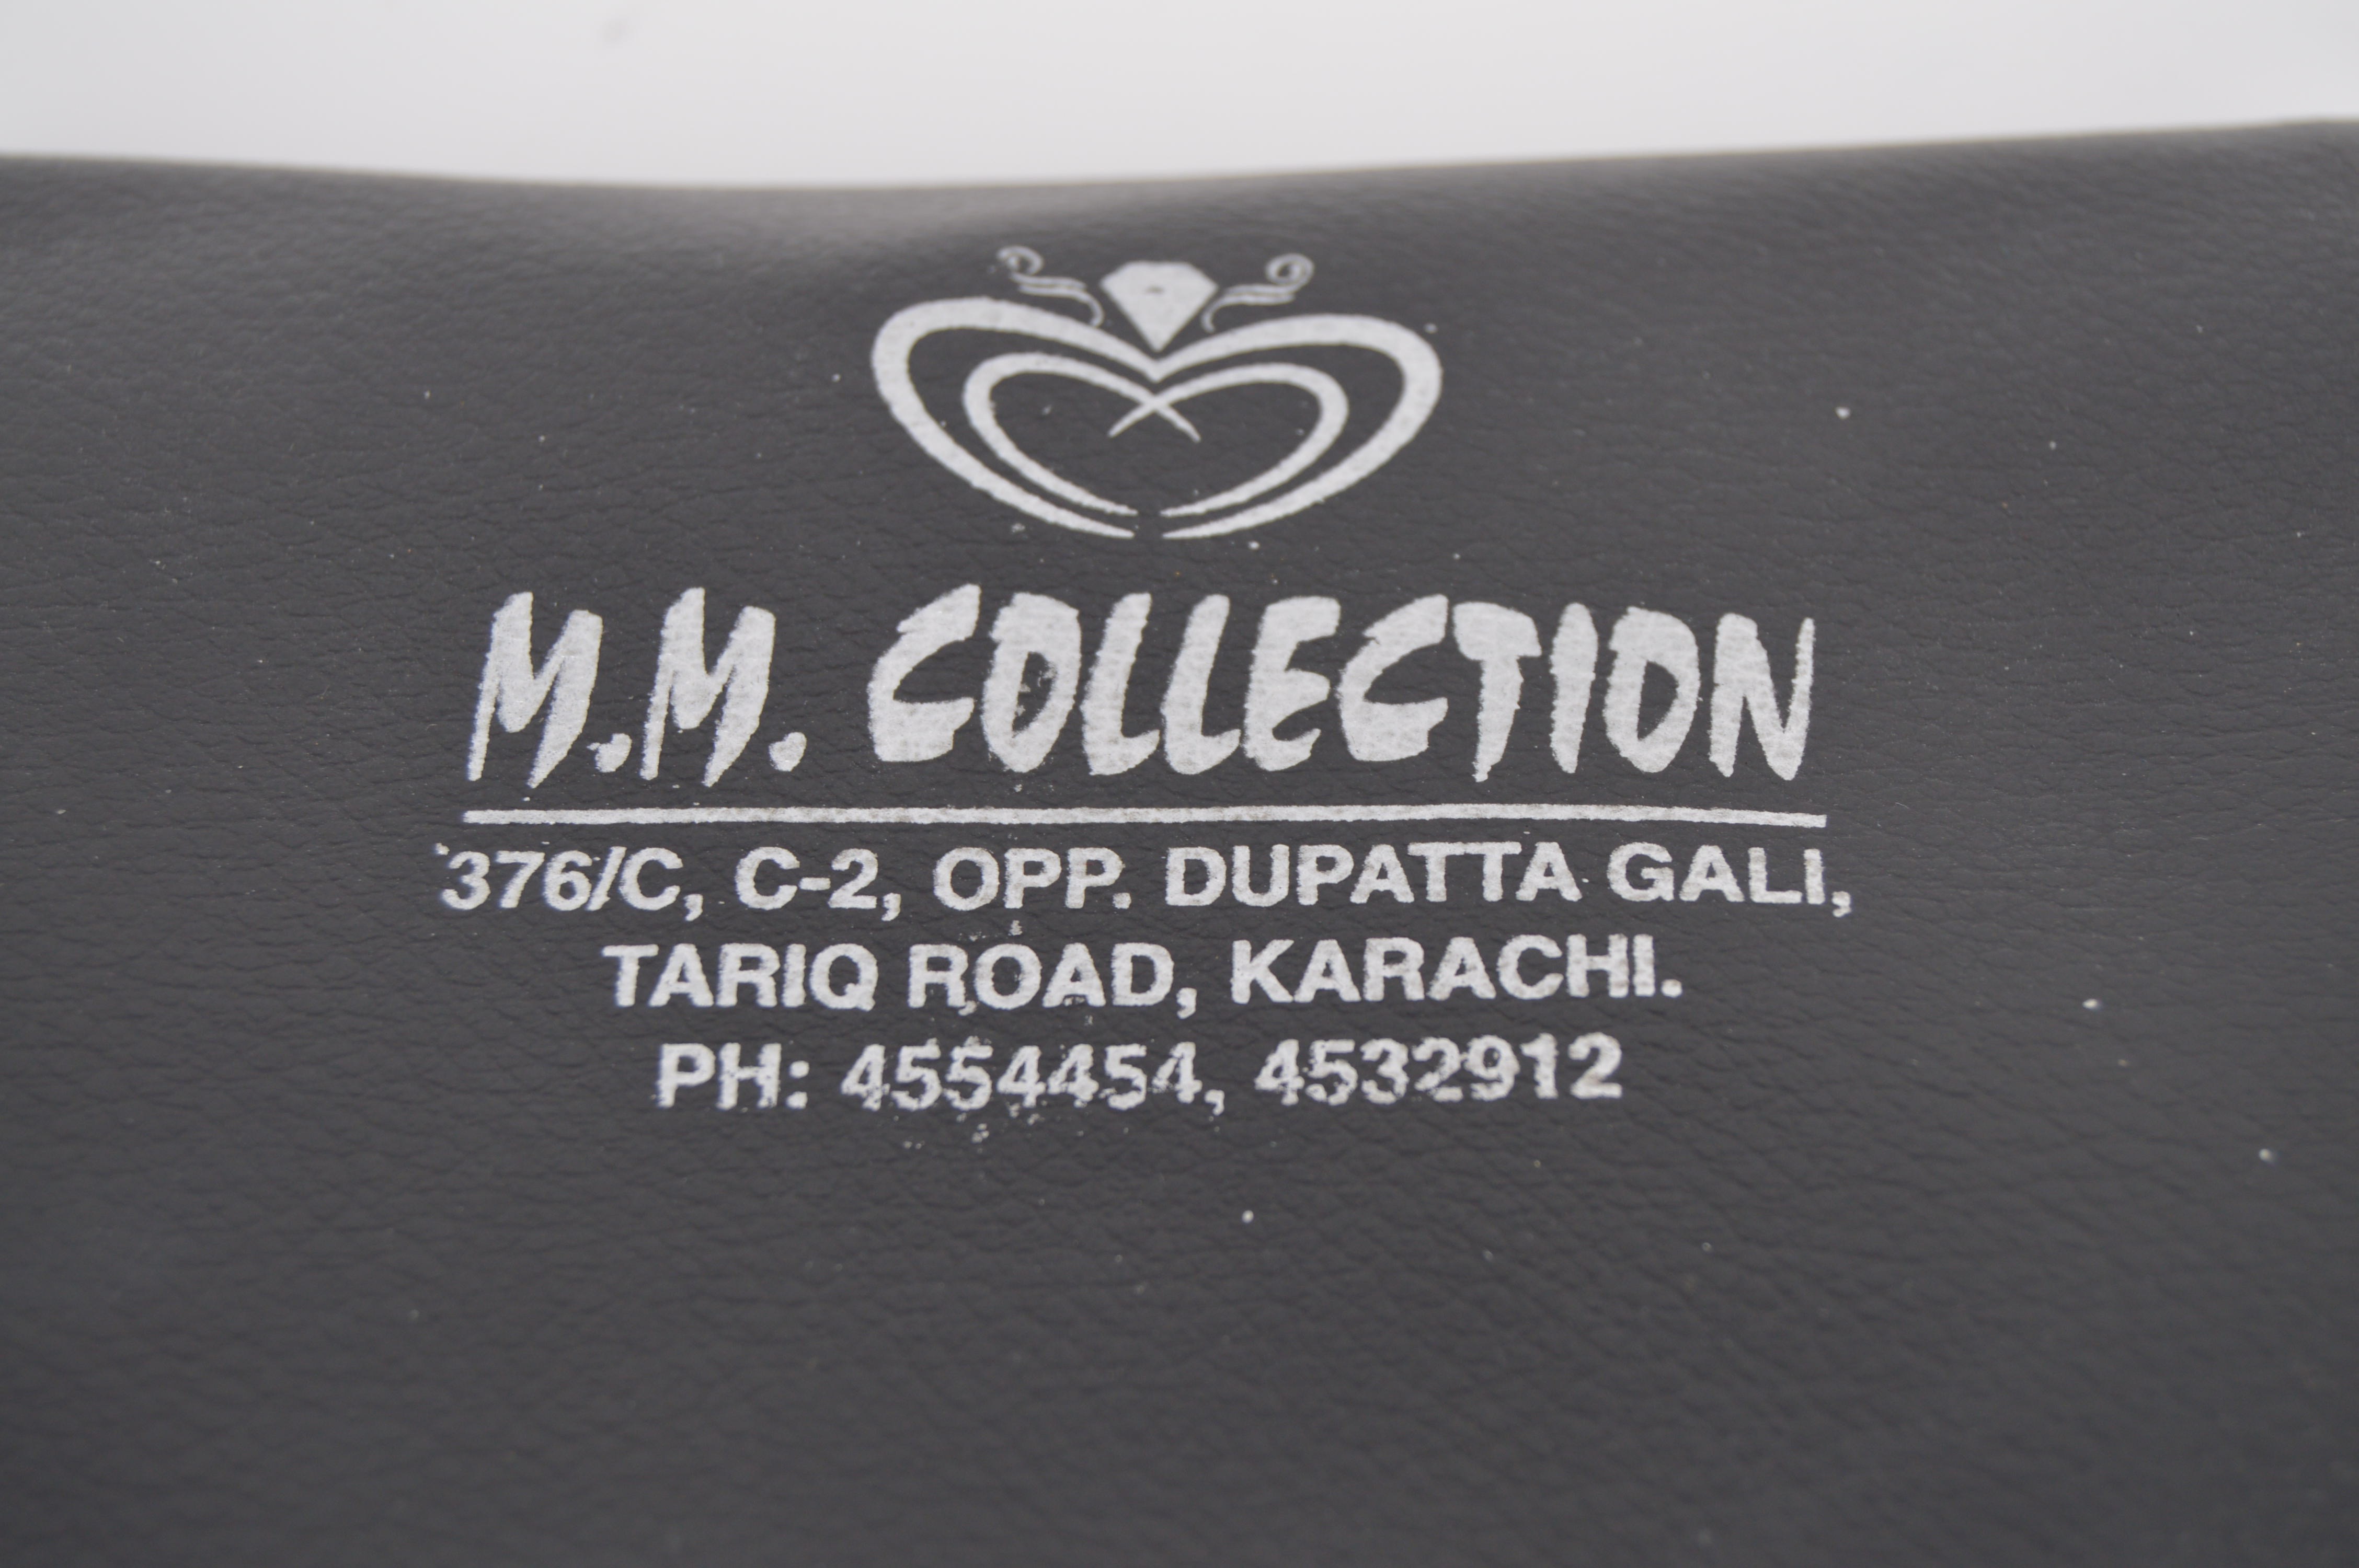 M.M. COLLECTION
376/C, C-2, OPP. DUPATTA GALI,
TARIQ ROAD, KARACHI.
PH: 4554454, 4532912